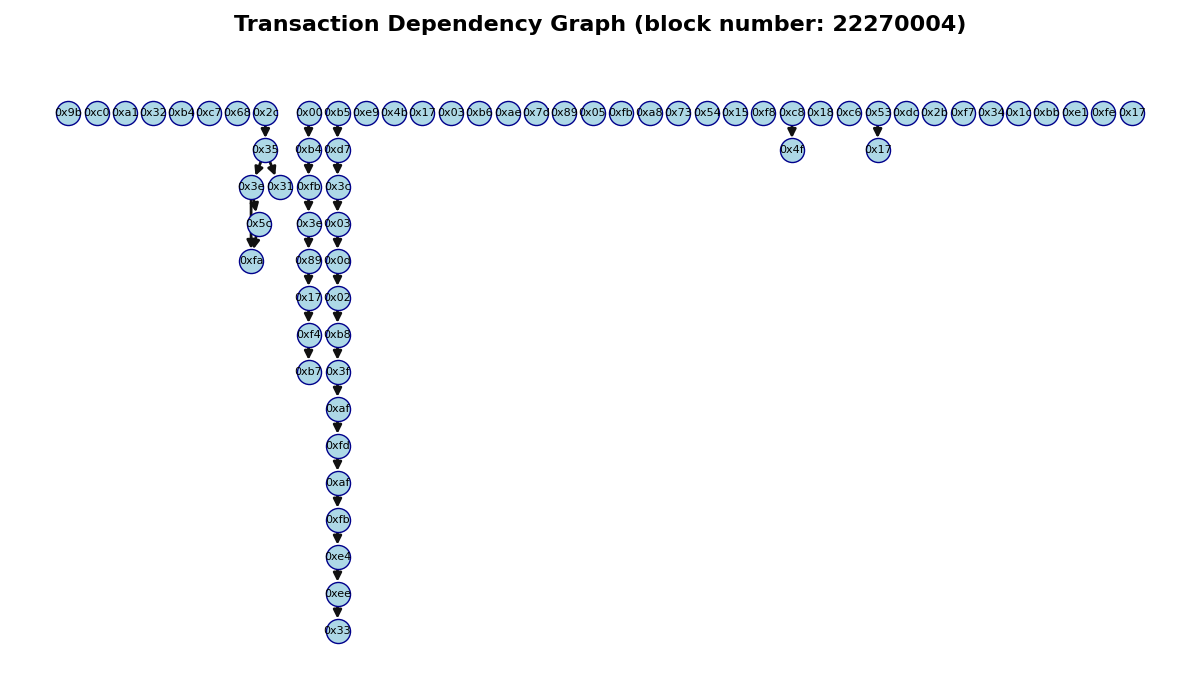 Transaction Dependency Graph (block number: 22270004)
0x9b 0xc0 0xa1 0x32 0xb4 0xc7 0x68 0x2c 0x00 0xb5 0xe9 0x4b 0x17 0x03 0xb6 0xae 0x7d 0x89 0x05 0xfb 0xa8 0x73 0x54 0x15 0xf8 0xc8 0x18 0xc6 0x53 0xdc 0x2b 0xf7 0x34 0x1c 0xbb 0xe1 0xfe 0x17
0x35 0xb4 0xd7 0x4f 0x17
0x3e 0x31 0xfb 0x3c 
0x5c 0x3e 0x03
0xfa 0x89 0x0d
0x17 0x02
0xf4 0xb8
0xb7 0x3f
0xaf
0xfd
0xaf
0xfb
0xe4
0xee
0x33